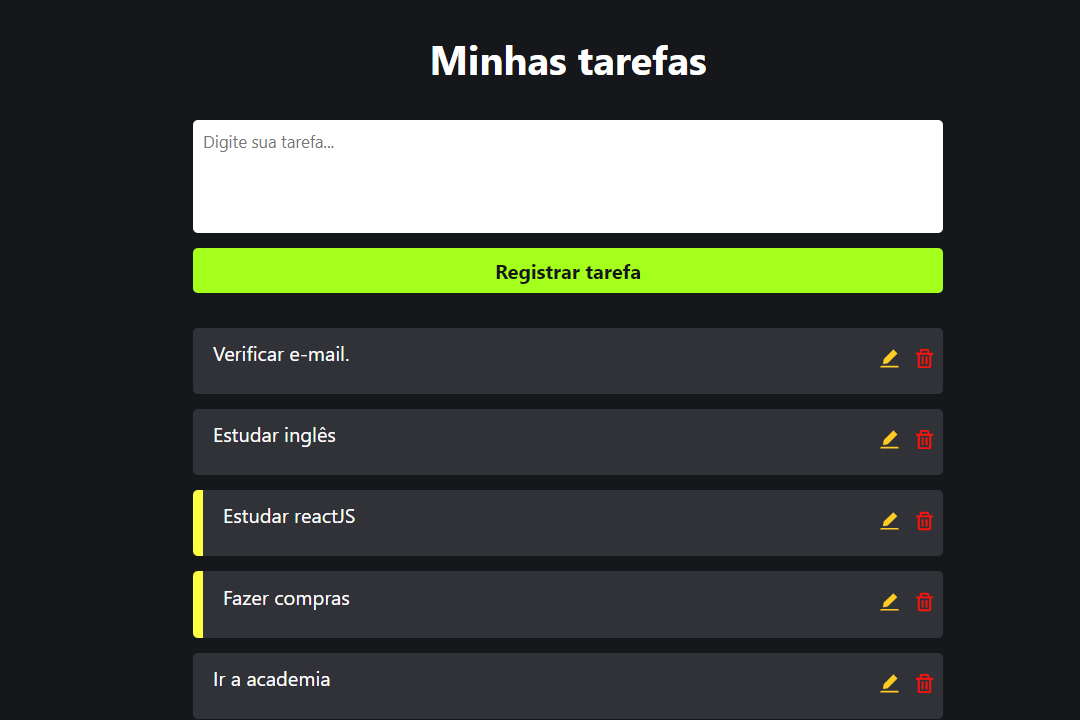 Minhas tarefas
Digite sua tarefa...
Registrar tarefa
Verificar e-mail.
Estudar inglês
Estudar reactJS
Fazer compras
Ir a academia